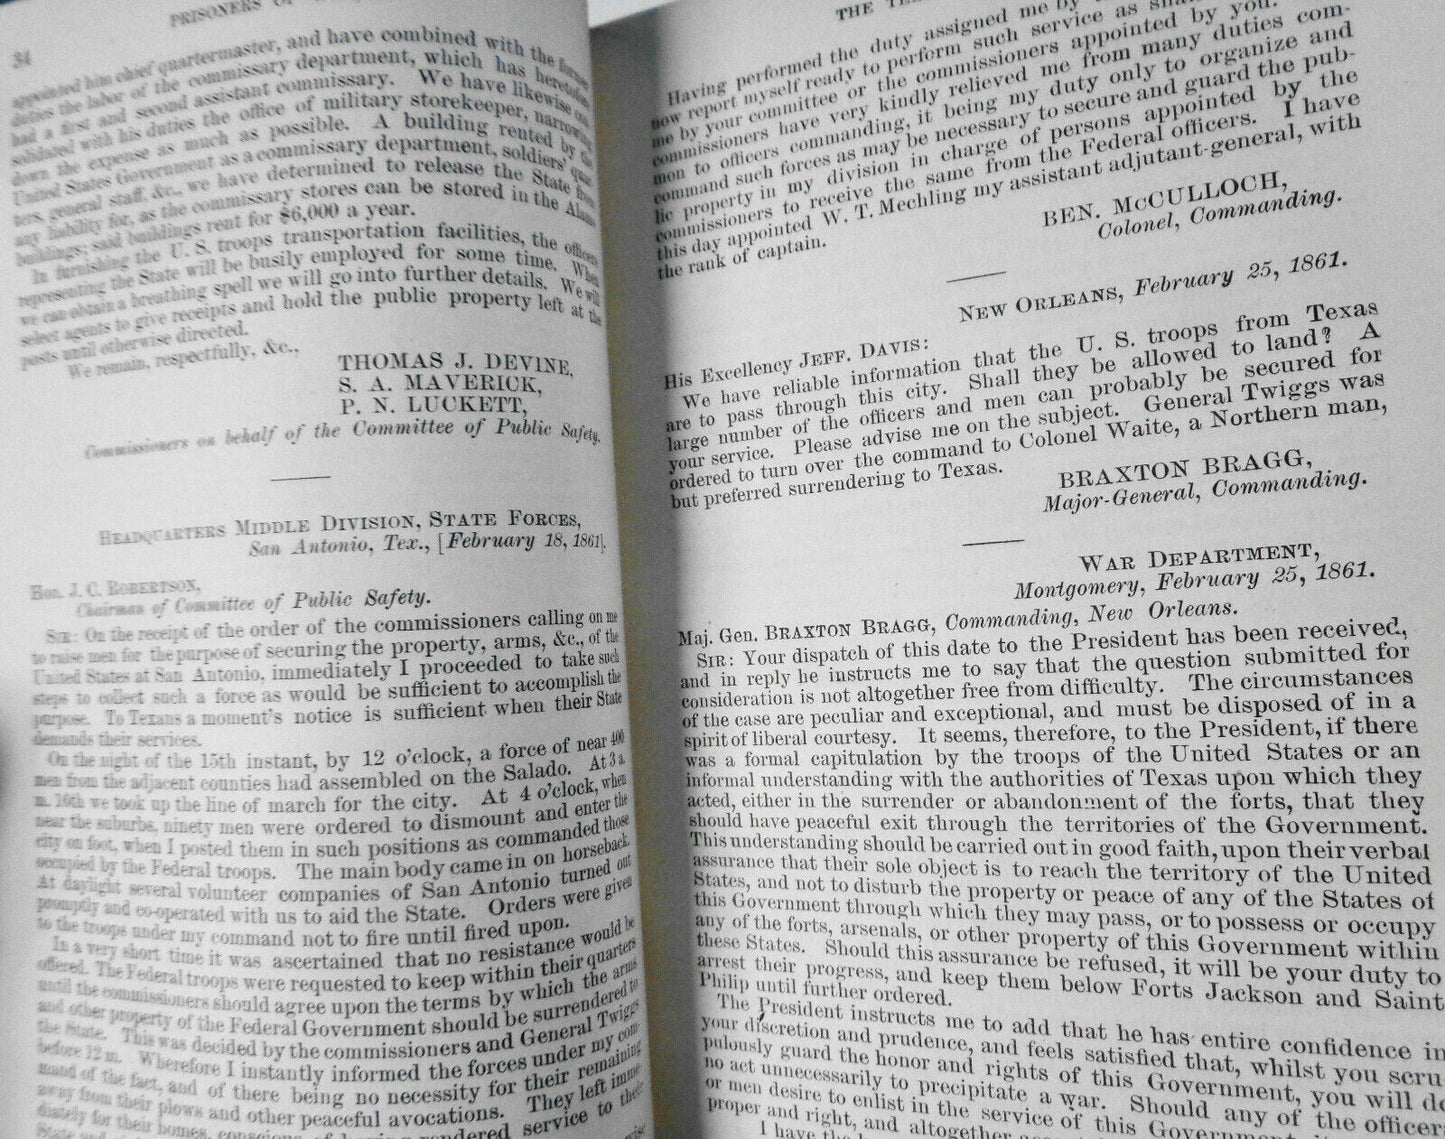 34
PRISONERS OF
appointed him chief quartermaster, and have combined with the former
duties the labor of the commissary department, which has heretofore
had a first and second assistant commissary. We have likewise con-
solidated with his duties the office of military storekeeper, narrowing
down the expense as much as possible. A building rented by the
United States Government as a commissary department, soldiers' quar-
ters, general staff, &c., we have determined to release the State from
any liability for, as the commissary stores can be stored in the Alamo
buildings; said buildings rent for $6,000 a year.
In furnishing the U. S. troops transportation facilities, the officers
representing the State will be busily employed for some time. When
we can obtain a breathing spell we will go into further details. We will
select agents to give receipts and hold the public property left at the
posts until otherwise directed.
We remain, respectfully, &c.,
THOMAS J. DEVINE,
S. A. MAVERICK,
P. N. LUCKETT,
Commissioners on behalf of the Committee of Public Safety.
HEADQUARTERS MIDDLE DIVISION, STATE FORCES,
San Antonio, Tex., [February 18, 1861].
Hon. J. C. ROBERTSON,
Chairman of Committee of Public Safety.
SIR: On the receipt of the order of the commissioners calling on me
to raise men for the purpose of securing the property, arms, &c., of the
United States at San Antonio, immediately I proceeded to take such
steps to collect such a force as would be sufficient to accomplish the
purpose. To Texans a moment's notice is sufficient when their State
demands their services.
On the night of the 15th instant, by 12 o'clock, a force of near 400
men from the adjacent counties had assembled on the Salado. At 3 a.
m. 16th we took up the line of march for the city. At 4 o'clock, when
near the suburbs, ninety men were ordered to dismount and enter the
city on foot, when I posted them in such positions as commanded those
occupied by the Federal troops. The main body came in on horseback.
At daylight several volunteer companies of San Antonio turned out
promptly and co-operated with us to aid the State. Orders were given
to the troops under my command not to fire until fired upon.
In a very short time it was ascertained that no resistance would be
offered. The Federal troops were requested to keep within their quarters
until the commissioners should agree upon the terms by which the arms
and other property of the Federal Government should be surrendered to
the State. This was decided by the commissioners and General Twiggs
before 12 m. Wherefore I instantly informed the forces under my com-
mand of the fact, and of there being no necessity for their remaining
away from their plows and other peaceful avocations. They left imme-
diately for their homes, conscious of having rendered service to their
State and
THE
Having performed the duty assigned me by
now report myself ready to perform such service as
me by your committee or the commissioners appointed by you.
commissioners have very kindly relieved me from many duties com-
mon to officers commanding, it being my duty only to organize and
command such forces as may be necessary to secure and guard the pub-
lic property in my division in charge of persons appointed by the
commissioners to receive the same from the Federal officers. I have
this day appointed W. T. Mechling my assistant adjutant-general, with
the rank of captain.
BEN. McCULLOCH,
Colonel, Commanding.
NEW ORLEANS, February 25, 1861.
His Excellency JEFF. DAVIS:
We have reliable information that the U. S. troops from Texas
are to pass through this city. Shall they be allowed to land? A
large number of the officers and men can probably be secured for
your service. Please advise me on the subject. General Twiggs was
ordered to turn over the command to Colonel Waite, a Northern man,
but preferred surrendering to Texas.
BRAXTON BRAGG,
Major-General, Commanding.
WAR DEPARTMENT,
Montgomery, February 25, 1861.
Maj. Gen. BRAXTON BRAGG, Commanding, New Orleans.
SIR: Your dispatch of this date to the President has been received,
and in reply he instructs me to say that the question submitted for
consideration is not altogether free from difficulty. The circumstances
of the case are peculiar and exceptional, and must be disposed of in a
spirit of liberal courtesy. It seems, therefore, to the President, if there
was a formal capitulation by the troops of the United States or an
informal understanding with the authorities of Texas upon which they
acted, either in the surrender or abandonment of the forts, that they
should have peaceful exit through the territories of the Government.
This understanding should be carried out in good faith, upon their verbal
assurance that their sole object is to reach the territory of the United
States, and not to disturb the property or peace of any of the States of
this Government through which they may pass, or to possess or occupy
any of the forts, arsenals, or other property of this Government within
these States. Should this assurance be refused, it will be your duty to
arrest their progress, and keep them below Forts Jackson and Saint
Philip until further ordered.
The President instructs me to add that he has entire confidence in
your discretion and prudence, and feels satisfied that, whilst you scru-
pulously guard the honor and rights of this Government, you will do
no act unnecessarily to precipitate a war. Should any of the officers
or men desire to enlist in the service of this Government,
proper and right, and altogether
I have the